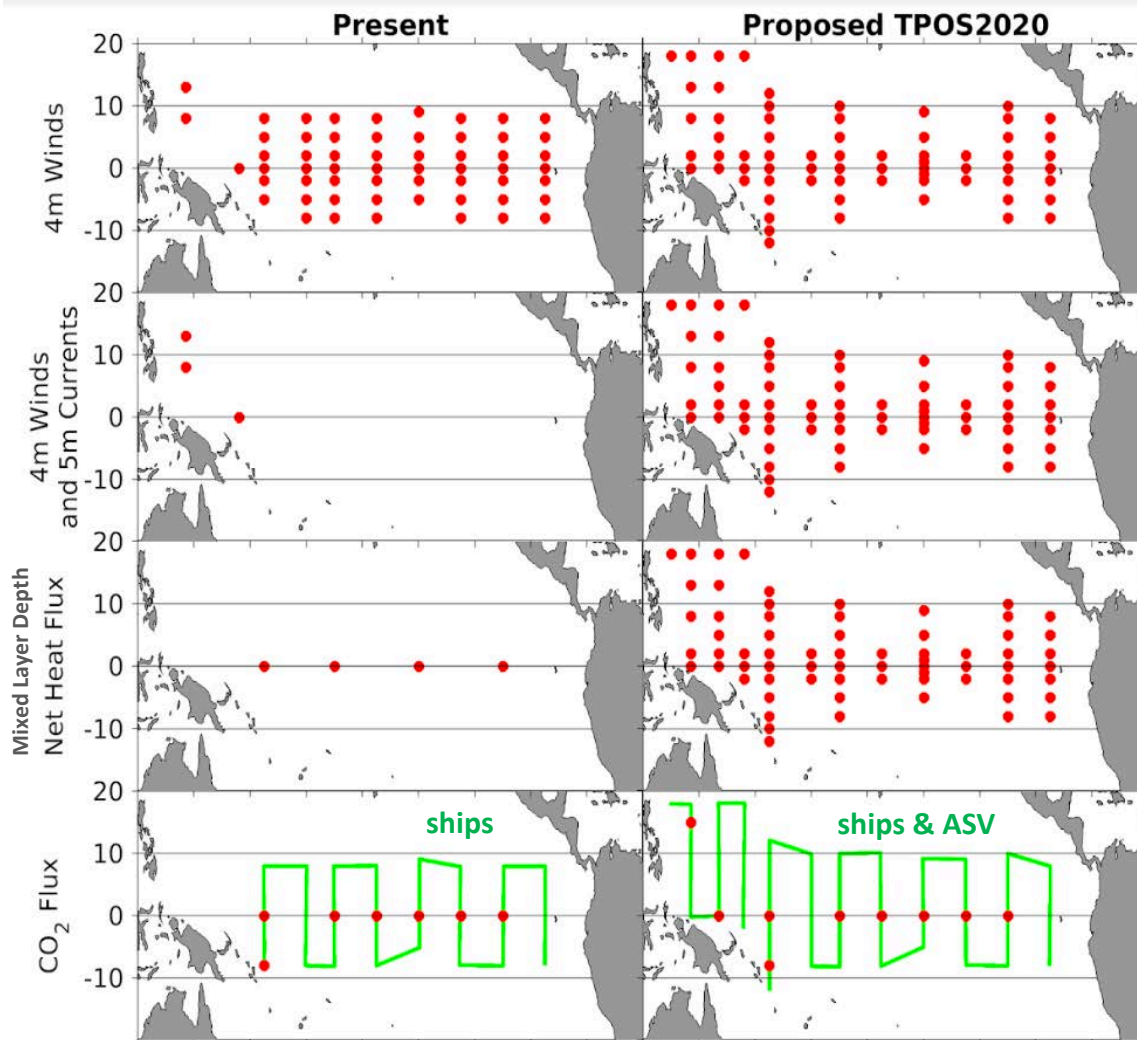 Present
Proposed TPOS2020
20
10
0
-10
4m Winds
20
10
0
-10
4m Winds
and 5m Currents
20
10
0
-10
Mixed Layer Depth
Net Heat Flux
20
10
0
-10
CO₂ Flux
ships
ships & ASV